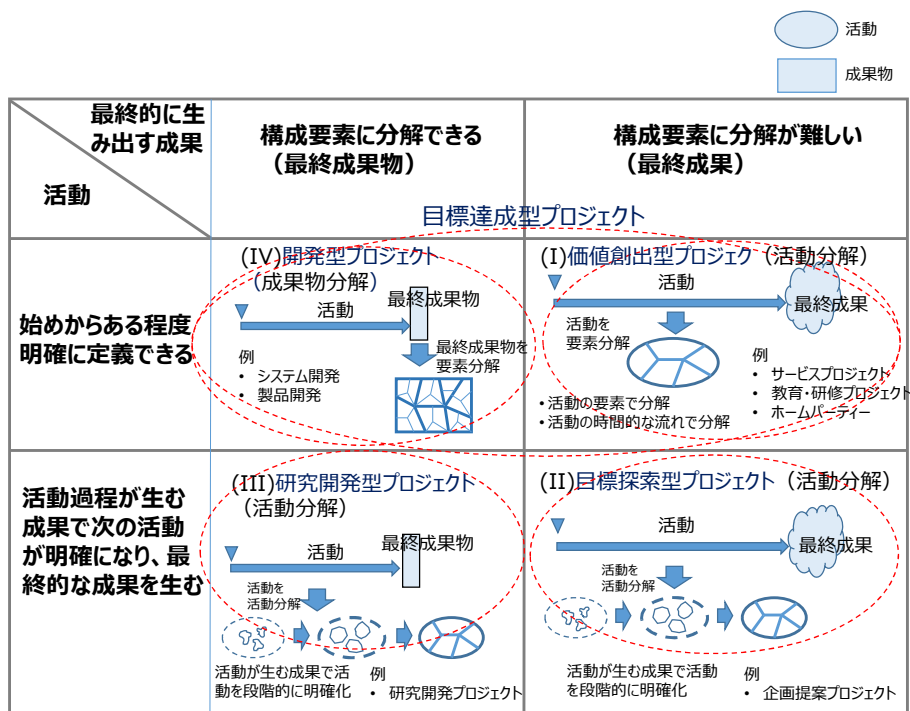 活動
成果物
最終的に生
み出す成果
活動
構成要素に分解できる
（最終成果物）
構成要素に分解が難しい
（最終成果）
目標達成型プロジェクト
始めからある程度
明確に定義できる
(IV)開発型プロジェクト
（成果物分解）
最終成果物
活動
最終成果物を
要素分解
例
• システム開発
• 製品開発
(I)価値創出型プロジェク（活動分解）
活動
最終成果
活動を
要素分解
例
• サービスプロジェクト
• 教育・研修プロジェクト
• ホームパーティー
•活動の要素で分解
•活動の時間的な流れで分解
活動過程が生む
成果で次の活動
が明確になり、最
終的な成果を生む
(III)研究開発型プロジェクト
（活動分解）
活動
最終成果物
活動を
活動分解
活動が生む成果で活
動を段階的に明確化
例
• 研究開発プロジェクト
(II)目標探索型プロジェクト（活動分解）
活動
最終成果
活動を
活動分解
活動が生む成果で活動
を段階的に明確化
例
• 企画提案プロジェクト